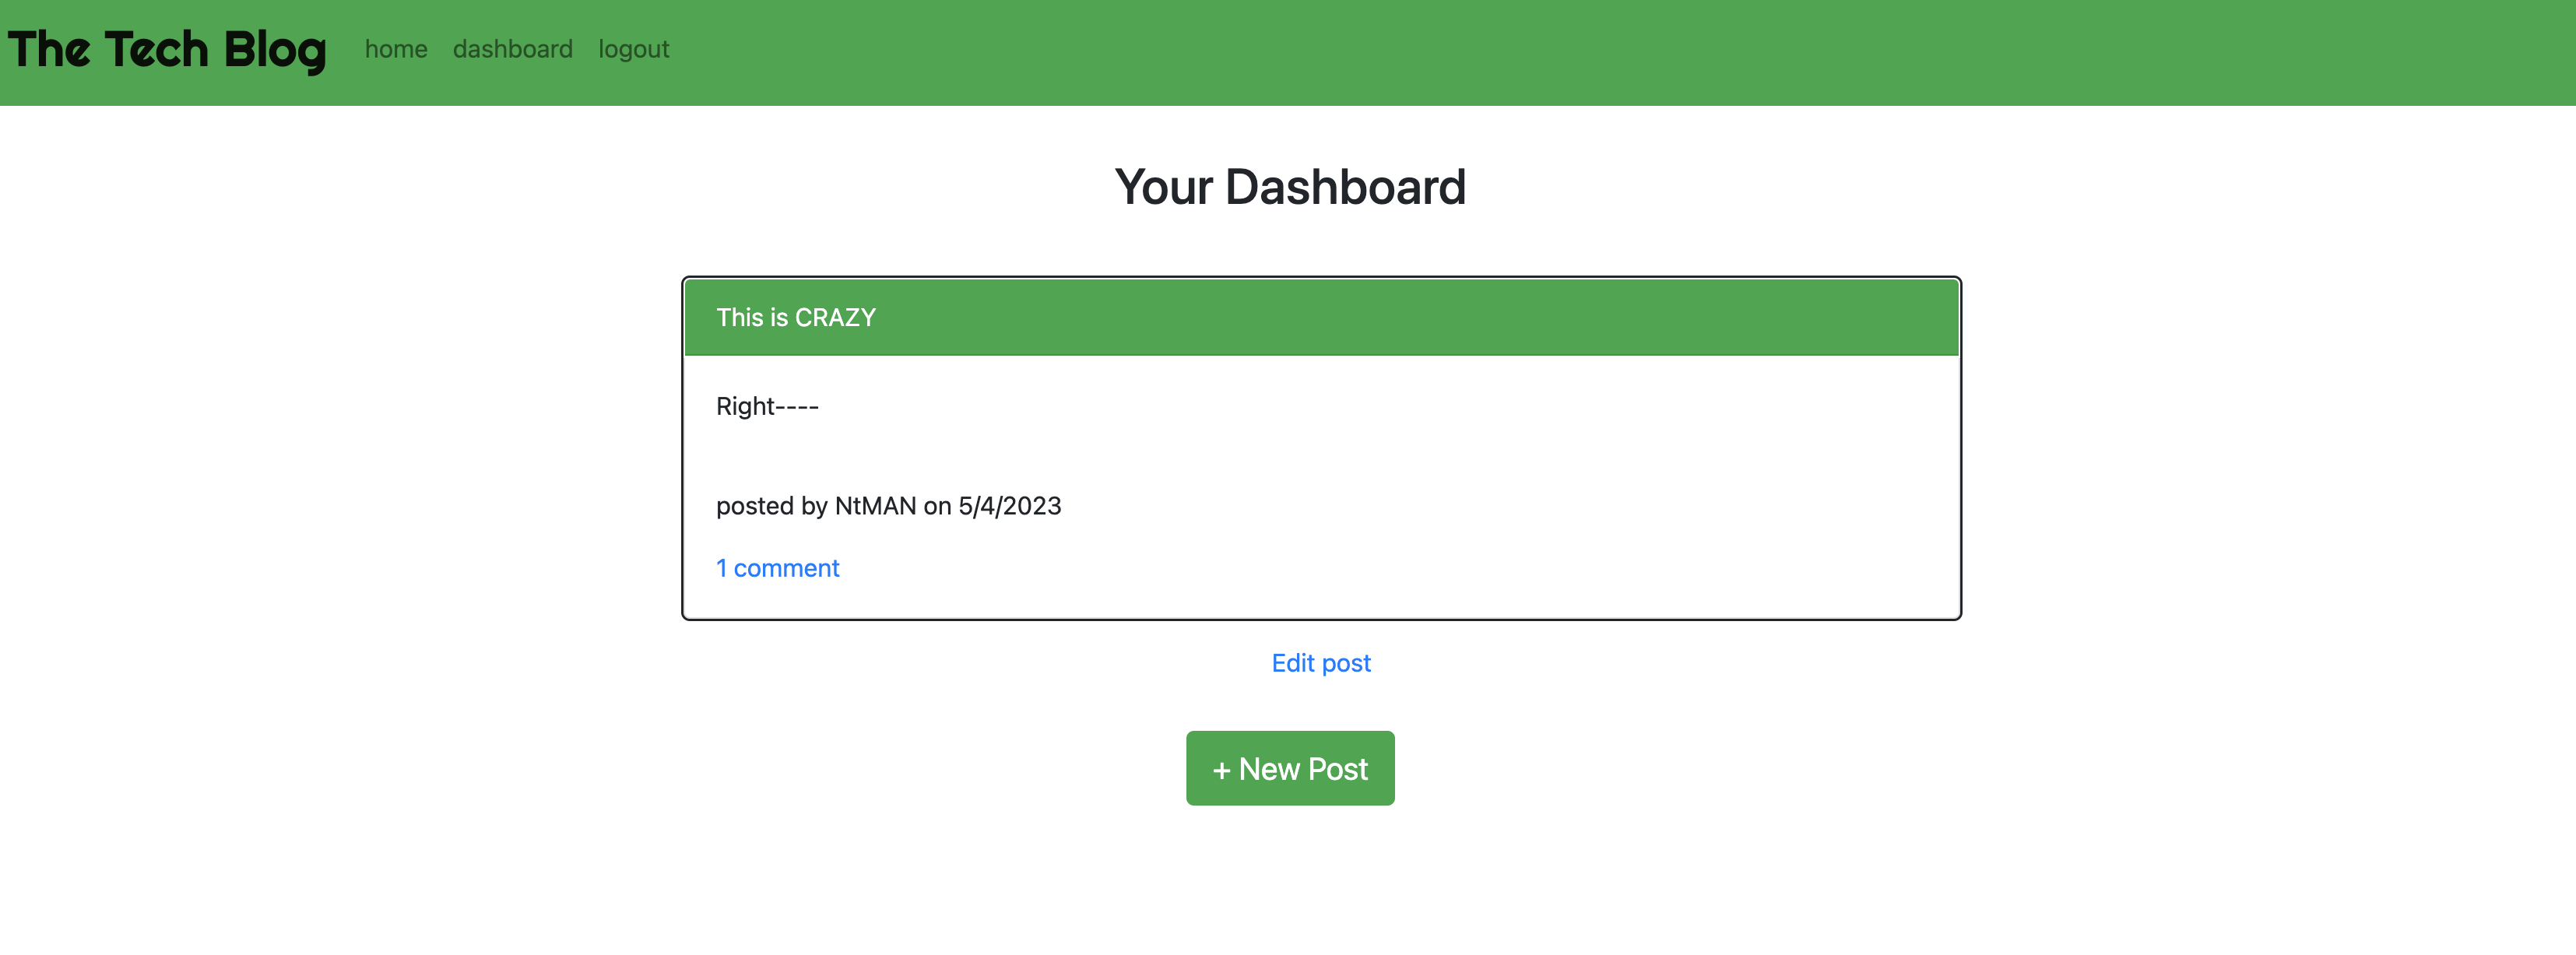 The Tech Blog home dashboard logout
Your Dashboard
This is CRAZY
Right----
posted by NtMAN on 5/4/2023
1 comment
Edit post
+ New Post